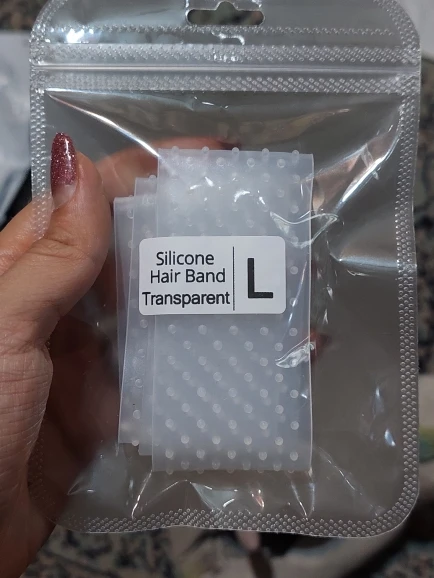 Silicone
Hair Band
Transparent
L